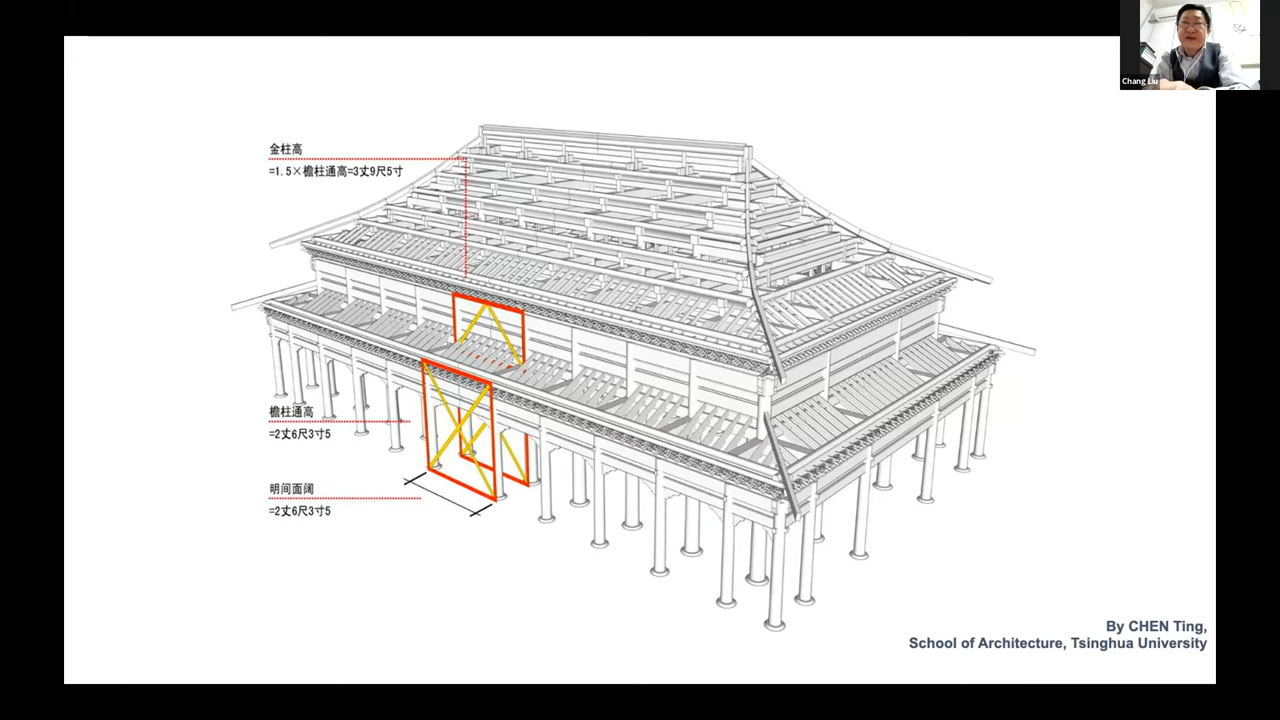 Chang Liu
金柱高
=1.5×檐柱通高=3丈9尺5寸
檐柱通高
=2丈6尺3寸5
明间面阔
=2丈6尺3寸5
By CHEN Ting,
School of Architecture, Tsinghua University